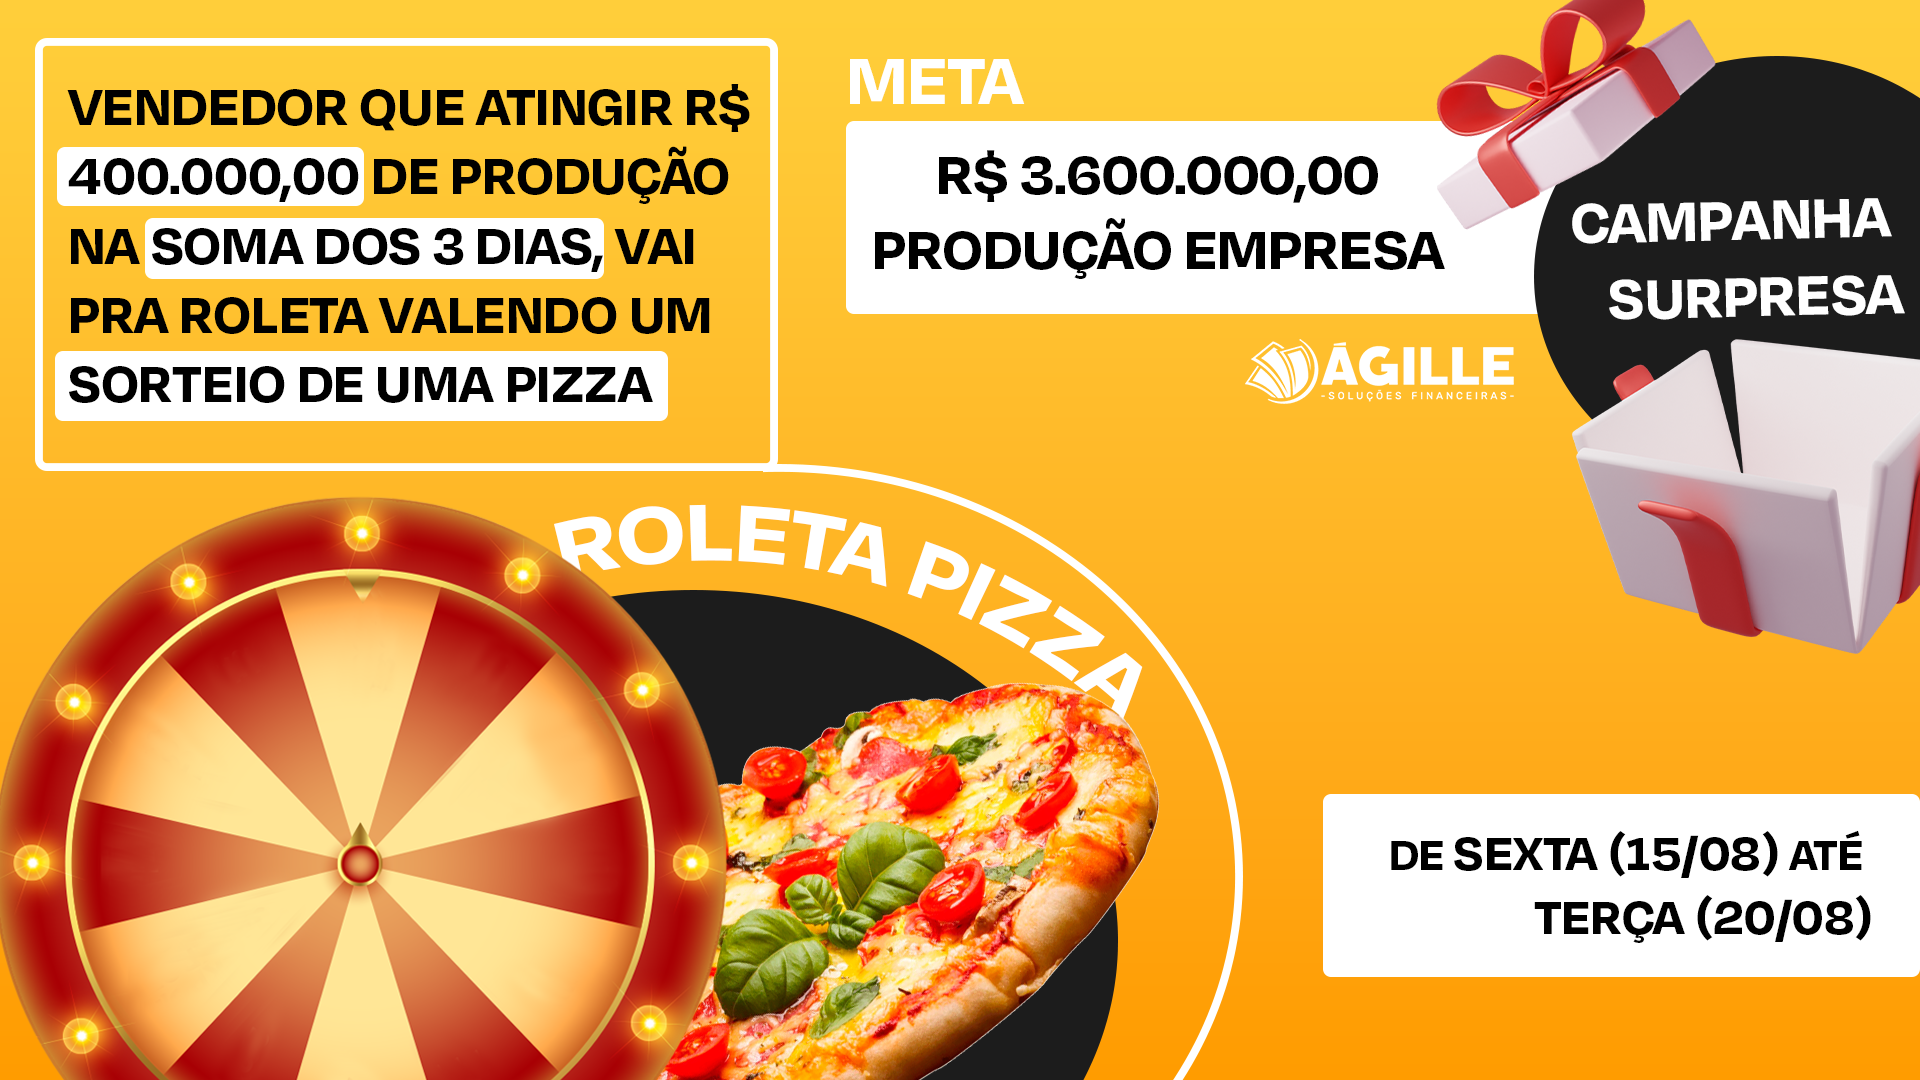 VENDEDOR QUE ATINGIR R$
400.000,00 DE PRODUÇÃO
NA SOMA DOS 3 DIAS, VAI
PRA ROLETA VALENDO UM
SORTEIO DE UMA PIZZA
META
R$ 3.600.000,00
PRODUÇÃO EMPRESA
CAMPANHA
SURPRESA
ÁGILLE
-SOLUÇÕES FINANCEIRAS-
ROLETA PIZZA
DE SEXTA (15/08) ATÉ
TERÇA (20/08)